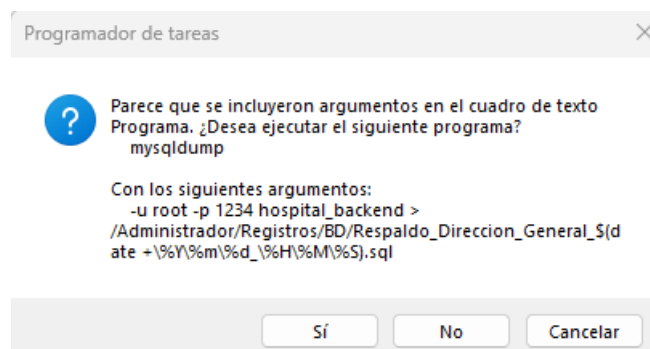 Programador de tareas
Parece que se incluyeron argumentos en el cuadro de texto
Programa. ¿Desea ejecutar el siguiente programa?
mysqldump
Con los siguientes argumentos:
-u root -p 1234 hospital_backend >
/Administrador/Registros/BD/Respaldo_Direccion_General_$(d
ate +\%Y\%m\%d_\%H\%M\%S).sql
Sí
No
Cancelar